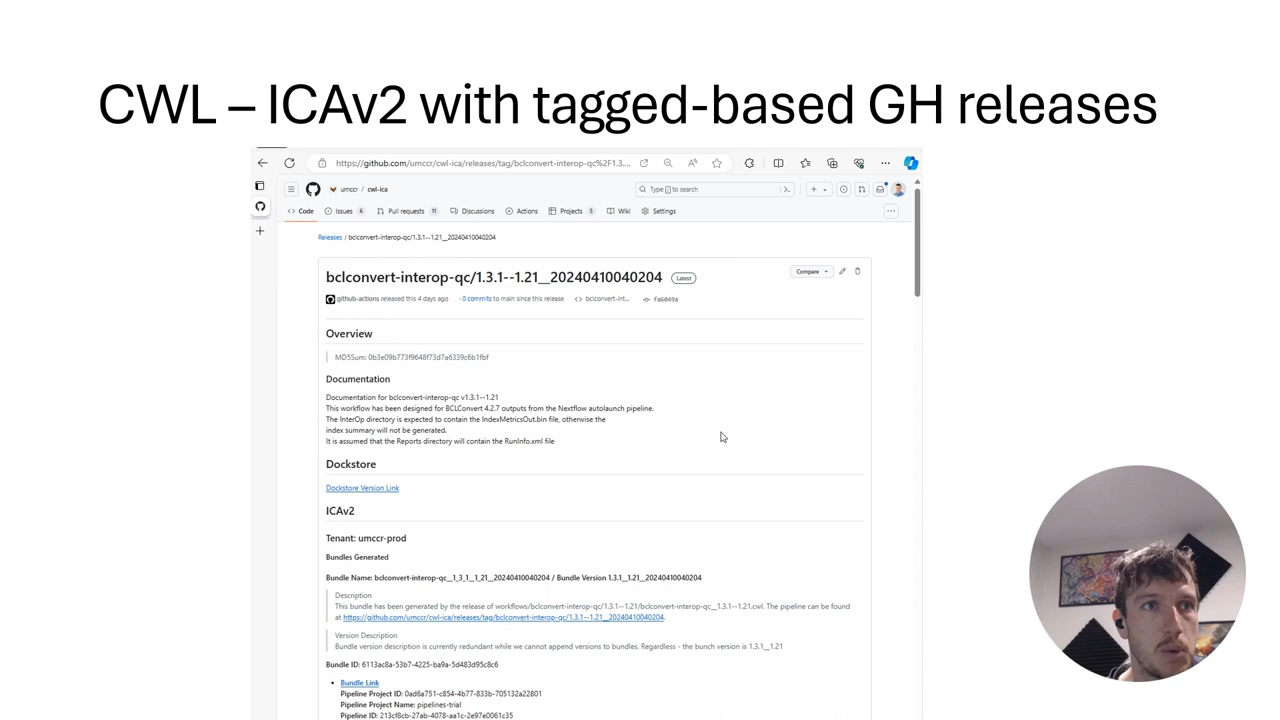 CWL – ICAv2 with tagged-based GH releases
https://github.com/umccr/cwl-ica/releases/tag/bclconvert-interop-qc%2F1.3....
umccr / cwl-ica
Type / to search
Code Issues 6 Pull requests 11 Discussions Actions Projects 5 Wiki Settings
Releases / bclconvert-interop-qc/1.3.1--1.21__20240410040204
bclconvert-interop-qc/1.3.1--1.21__20240410040204 Latest
Compare
github-actions released this 4 days ago · 0 commits to main since this release bclconvert-int... fa6049a
Overview
MD5Sum: 0b3e09b773f9648f73d7a6339c6b1fbf
Documentation
Documentation for bclconvert-interop-qc v1.3.1--1.21
This workflow has been designed for BCLConvert 4.2.7 outputs from the Nextflow autolaunch pipeline.
The InterOp directory is expected to contain the IndexMetricsOut.bin file, otherwise the
index summary will not be generated.
It is assumed that the Reports directory will contain the RunInfo.xml file
Dockstore
Dockstore Version Link
ICAv2
Tenant: umccr-prod
Bundles Generated
Bundle Name: bclconvert-interop-qc__1_3_1__1_21__20240410040204 / Bundle Version 1.3.1__1.21__20240410040204
Description
This bundle has been generated by the release of workflows/bclconvert-interop-qc/1.3.1--1.21/bclconvert-interop-qc__1.3.1--1.21.cwl. The pipeline can be found
at https://github.com/umccr/cwl-ica/releases/tag/bclconvert-interop-qc/1.3.1--1.21__20240410040204.
Version Description
Bundle version description is currently redundant while we cannot append versions to bundles. Regardless - the bunch version is 1.3.1__1.21
Bundle ID: 6113ac8a-53b7-4225-ba9a-5d483d95c8c6
Bundle Link
Pipeline Project ID: 0ad6a751-c854-4b77-833b-705132a22801
Pipeline Project Name: pipelines-trial
Pipeline ID: 213cf8cb-27ab-4078-aa1c-2e97e0061c35